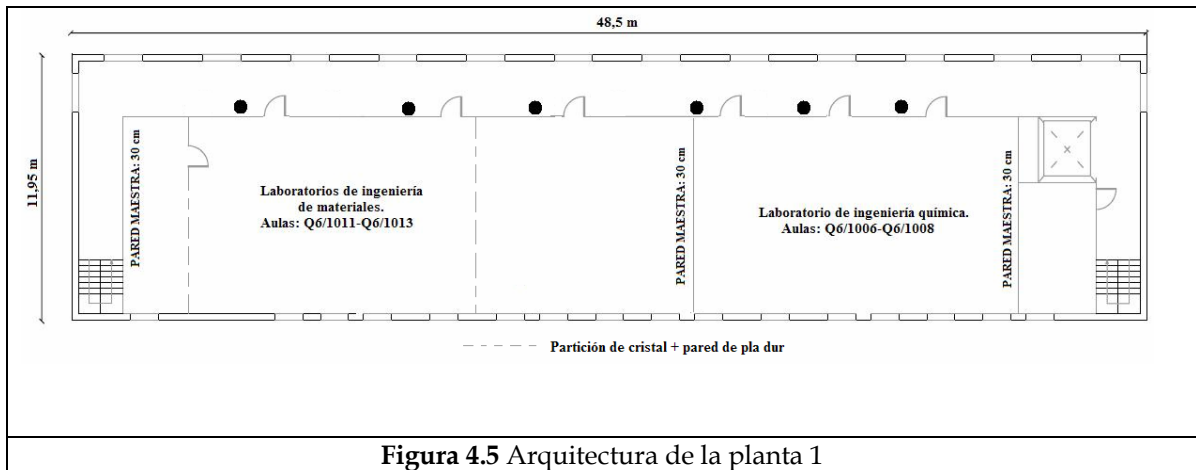 48,5 m
11,95 m
PARED MAESTRA: 30 cm
Laboratorios de ingeniería
de materiales.
Aulas: Q6/1011-Q6/1013
PARED MAESTRA: 30 cm
Laboratorio de ingeniería química.
Aulas: Q6/1006-Q6/1008
PARED MAESTRA: 30 cm
Partición de cristal + pared de pla dur
Figura 4.5 Arquitectura de la planta 1